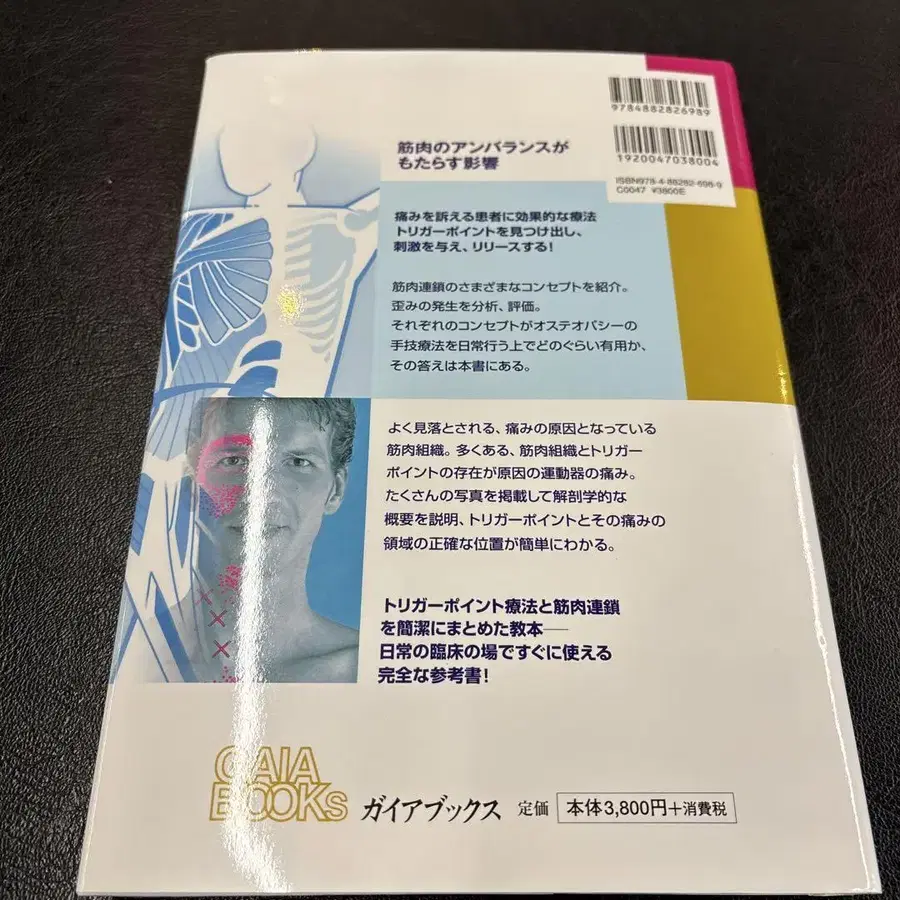 9784882826989
1920047038004
ISBN978-4-88282-698-9
C0047 ¥3800E
筋肉のアンバランスが
もたらす影響
痛みを訴える患者に効果的な療法
トリガーポイントを見つけ出し、
刺激を与え、リリースする!
筋肉連鎖のさまざまなコンセプトを紹介。
歪みの発生を分析、評価。
それぞれのコンセプトがオステオパシーの
手技療法を日常行う上でどのぐらい有用か、
その答えは本書にある。
よく見落とされる、痛みの原因となっている
筋肉組織。多くある、筋肉組織とトリガー
ポイントの存在が原因の運動器の痛み。
たくさんの写真を掲載して解剖学的な
概要を説明、トリガーポイントとその痛みの
領域の正確な位置が簡単にわかる。
トリガーポイント療法と筋肉連鎖
を簡潔にまとめた教本──
日常の臨床の場ですぐに使える
完全な参考書!
GAIA
BOOKs
ガイアブックス 定価 本体3,800円+消費税